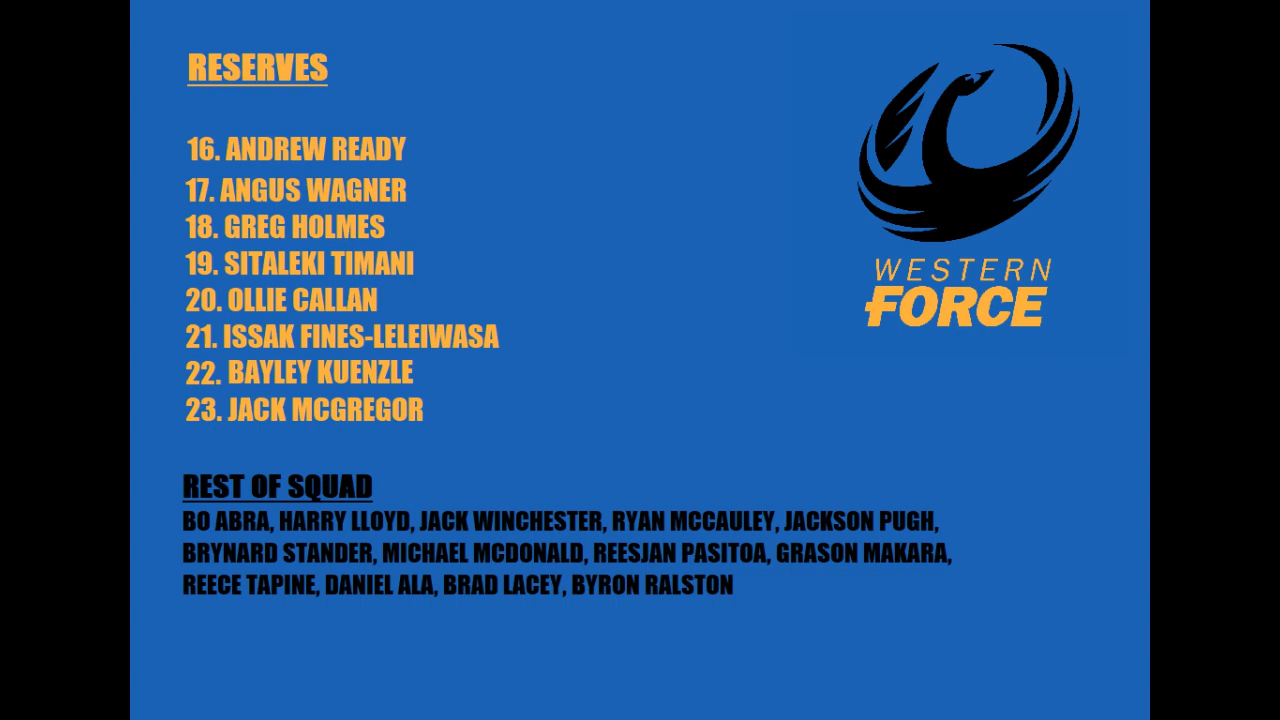 RESERVES
16. ANDREW READY
17. ANGUS WAGNER
18. GREG HOLMES
19. SITALEKI TIMANI
20. OLLIE CALLAN
21. ISSAK FINES-LELEIWASA
22. BAYLEY KUENZLE
23. JACK MCGREGOR
WESTERN
FORCE
REST OF SQUAD
BO ABRA, HARRY LLOYD, JACK WINCHESTER, RYAN MCCAULEY, JACKSON PUGH,
BRYNARD STANDER, MICHAEL MCDONALD, REESJAN PASITOA, GRASON MAKARA,
REECE TAPINE, DANIEL ALA, BRAD LACEY, BYRON RALSTON